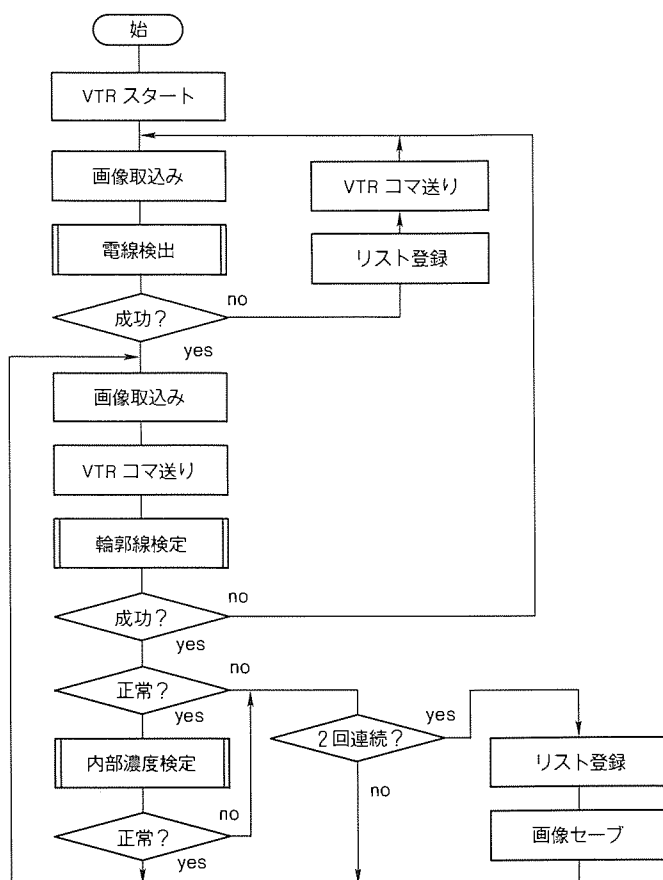 始
VTR スタート
画像取込み
VTR コマ送り
電線検出
リスト登録
成功？
no
yes
画像取込み
VTR コマ送り
輪郭線検定
成功？
no
yes
正常？
no
yes
2回連続？
yes
no
内部濃度検定
リスト登録
正常？
no
yes
画像セーブ